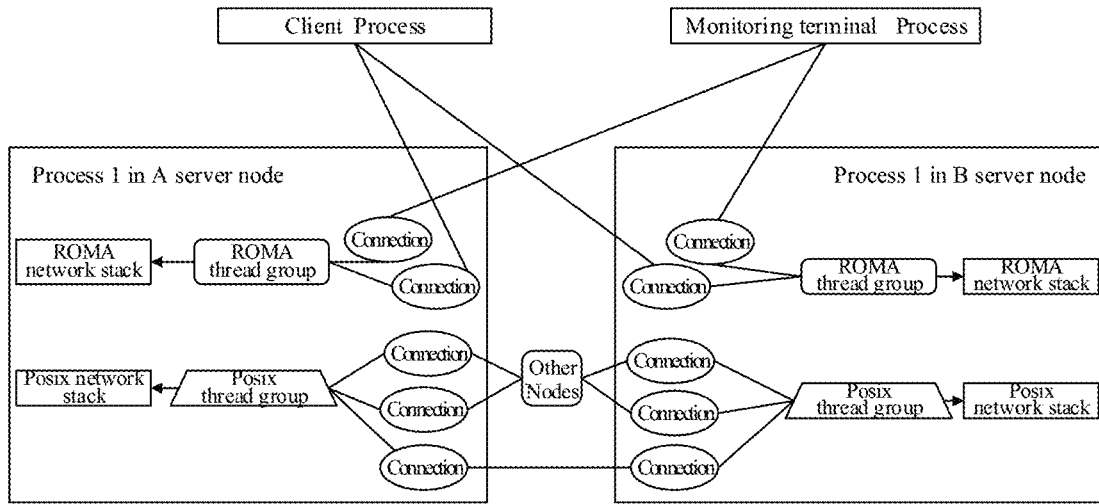 Client Process
Monitoring terminal Process
Process 1 in A server node
Process 1 in B server node
Connection
Connection
ROMA
network stack
ROMA
thread group
Connection
Connection
ROMA
thread group
ROMA
network stack
Connection
Connection
Other
Nodes
Posix network
stack
Posix
thread group
Connection
Connection
Posix
thread group
Posix
network stack
Connection
Connection